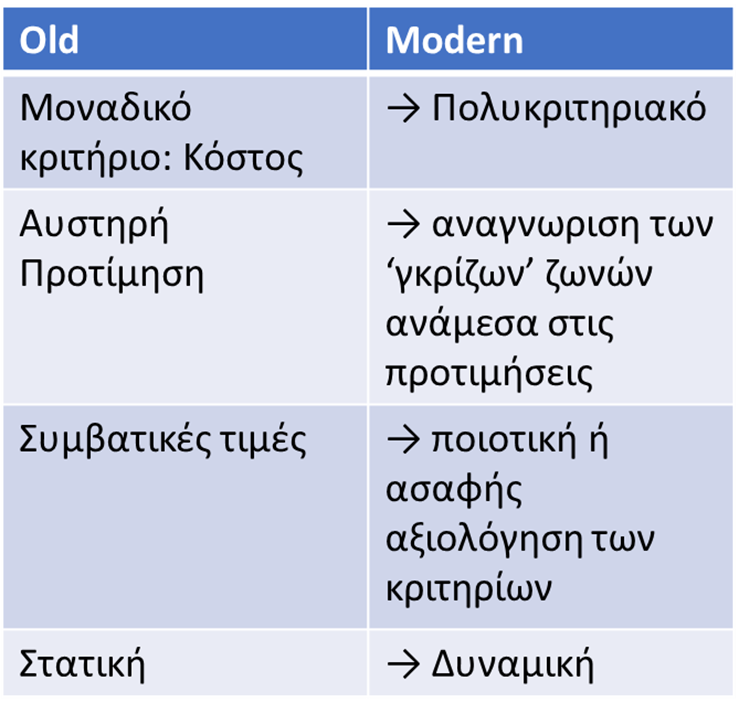 Old
Modern
Μοναδικό
κριτήριο: Κόστος
→ Πολυκριτηριακό
Αυστηρή
Προτίμηση
→ αναγνωριση των
‘γκρίζων’ ζωνών
ανάμεσα στις
προτιμήσεις
Συμβατικές τιμές
→ ποιοτική ή
ασαφής
αξιολόγηση των
κριτηρίων
Στατική
→ Δυναμική